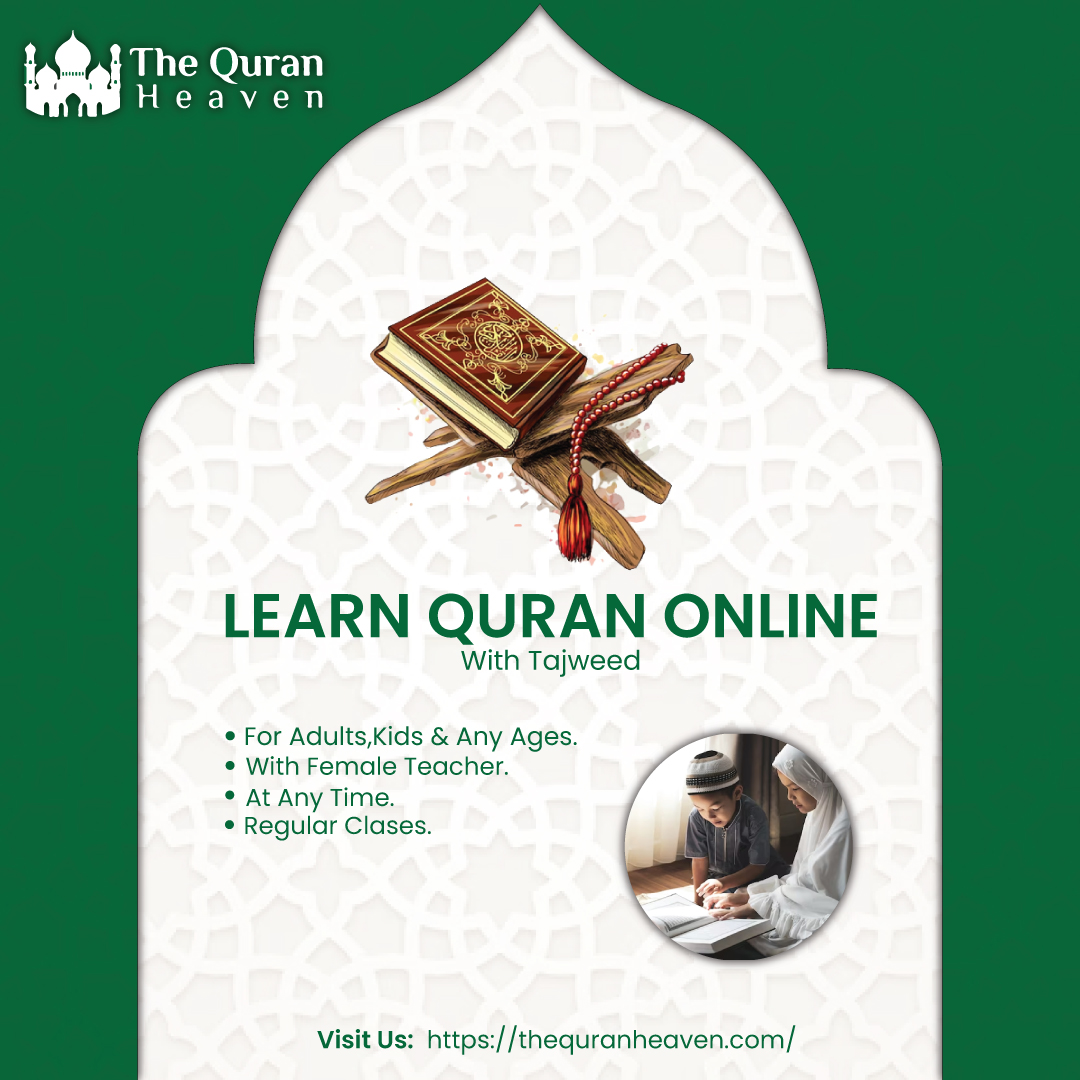 The Quran
Heaven
LEARN QURAN ONLINE
With Tajweed
• For Adults,Kids & Any Ages.
• With Female Teacher.
• At Any Time.
• Regular Clases.
Visit Us: https://thequranheaven.com/